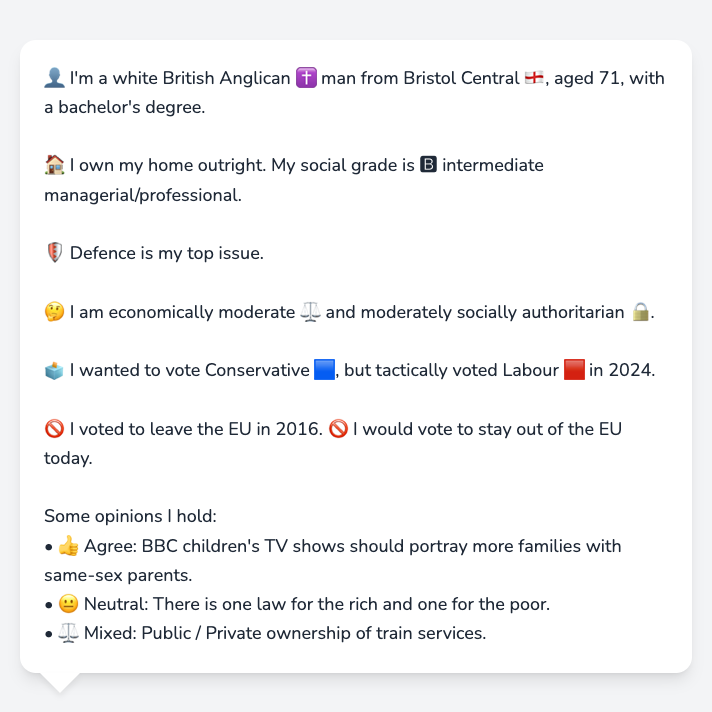 👤 I'm a white British Anglican ✝️ man from Bristol Central 🏴󠁧󠁢󠁥󠁮󠁧󠁿, aged 71, with
a bachelor's degree.
🏠 I own my home outright. My social grade is 🅱 intermediate
managerial/professional.
🛡️ Defence is my top issue.
🤔 I am economically moderate ⚖️ and moderately socially authoritarian 🔒.
🗳️ I wanted to vote Conservative 🟦, but tactically voted Labour 🟥 in 2024.
🚫 I voted to leave the EU in 2016. 🚫 I would vote to stay out of the EU
today.
Some opinions I hold:
• 👍 Agree: BBC children's TV shows should portray more families with
same-sex parents.
• 😐 Neutral: There is one law for the rich and one for the poor.
• ⚖️ Mixed: Public / Private ownership of train services.